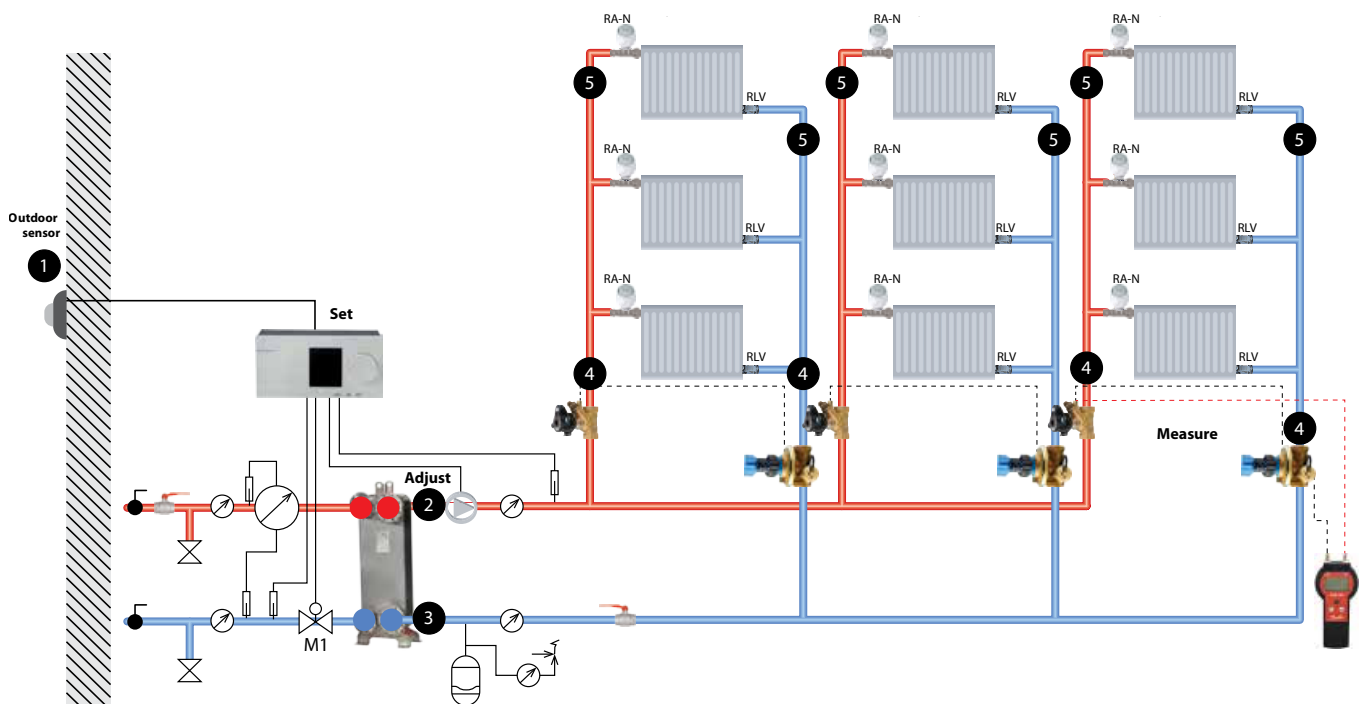 RA-N
RA-N
RA-N
5
5
5
RLV
RLV
RLV
5
5
5
RA-N
RA-N
RA-N
Outdoor
sensor
RLV
RLV
RLV
1
RA-N
RA-N
RA-N
Set
RLV
RLV
RLV
4
4
4
Measure
4
Adjust
2
3
M1